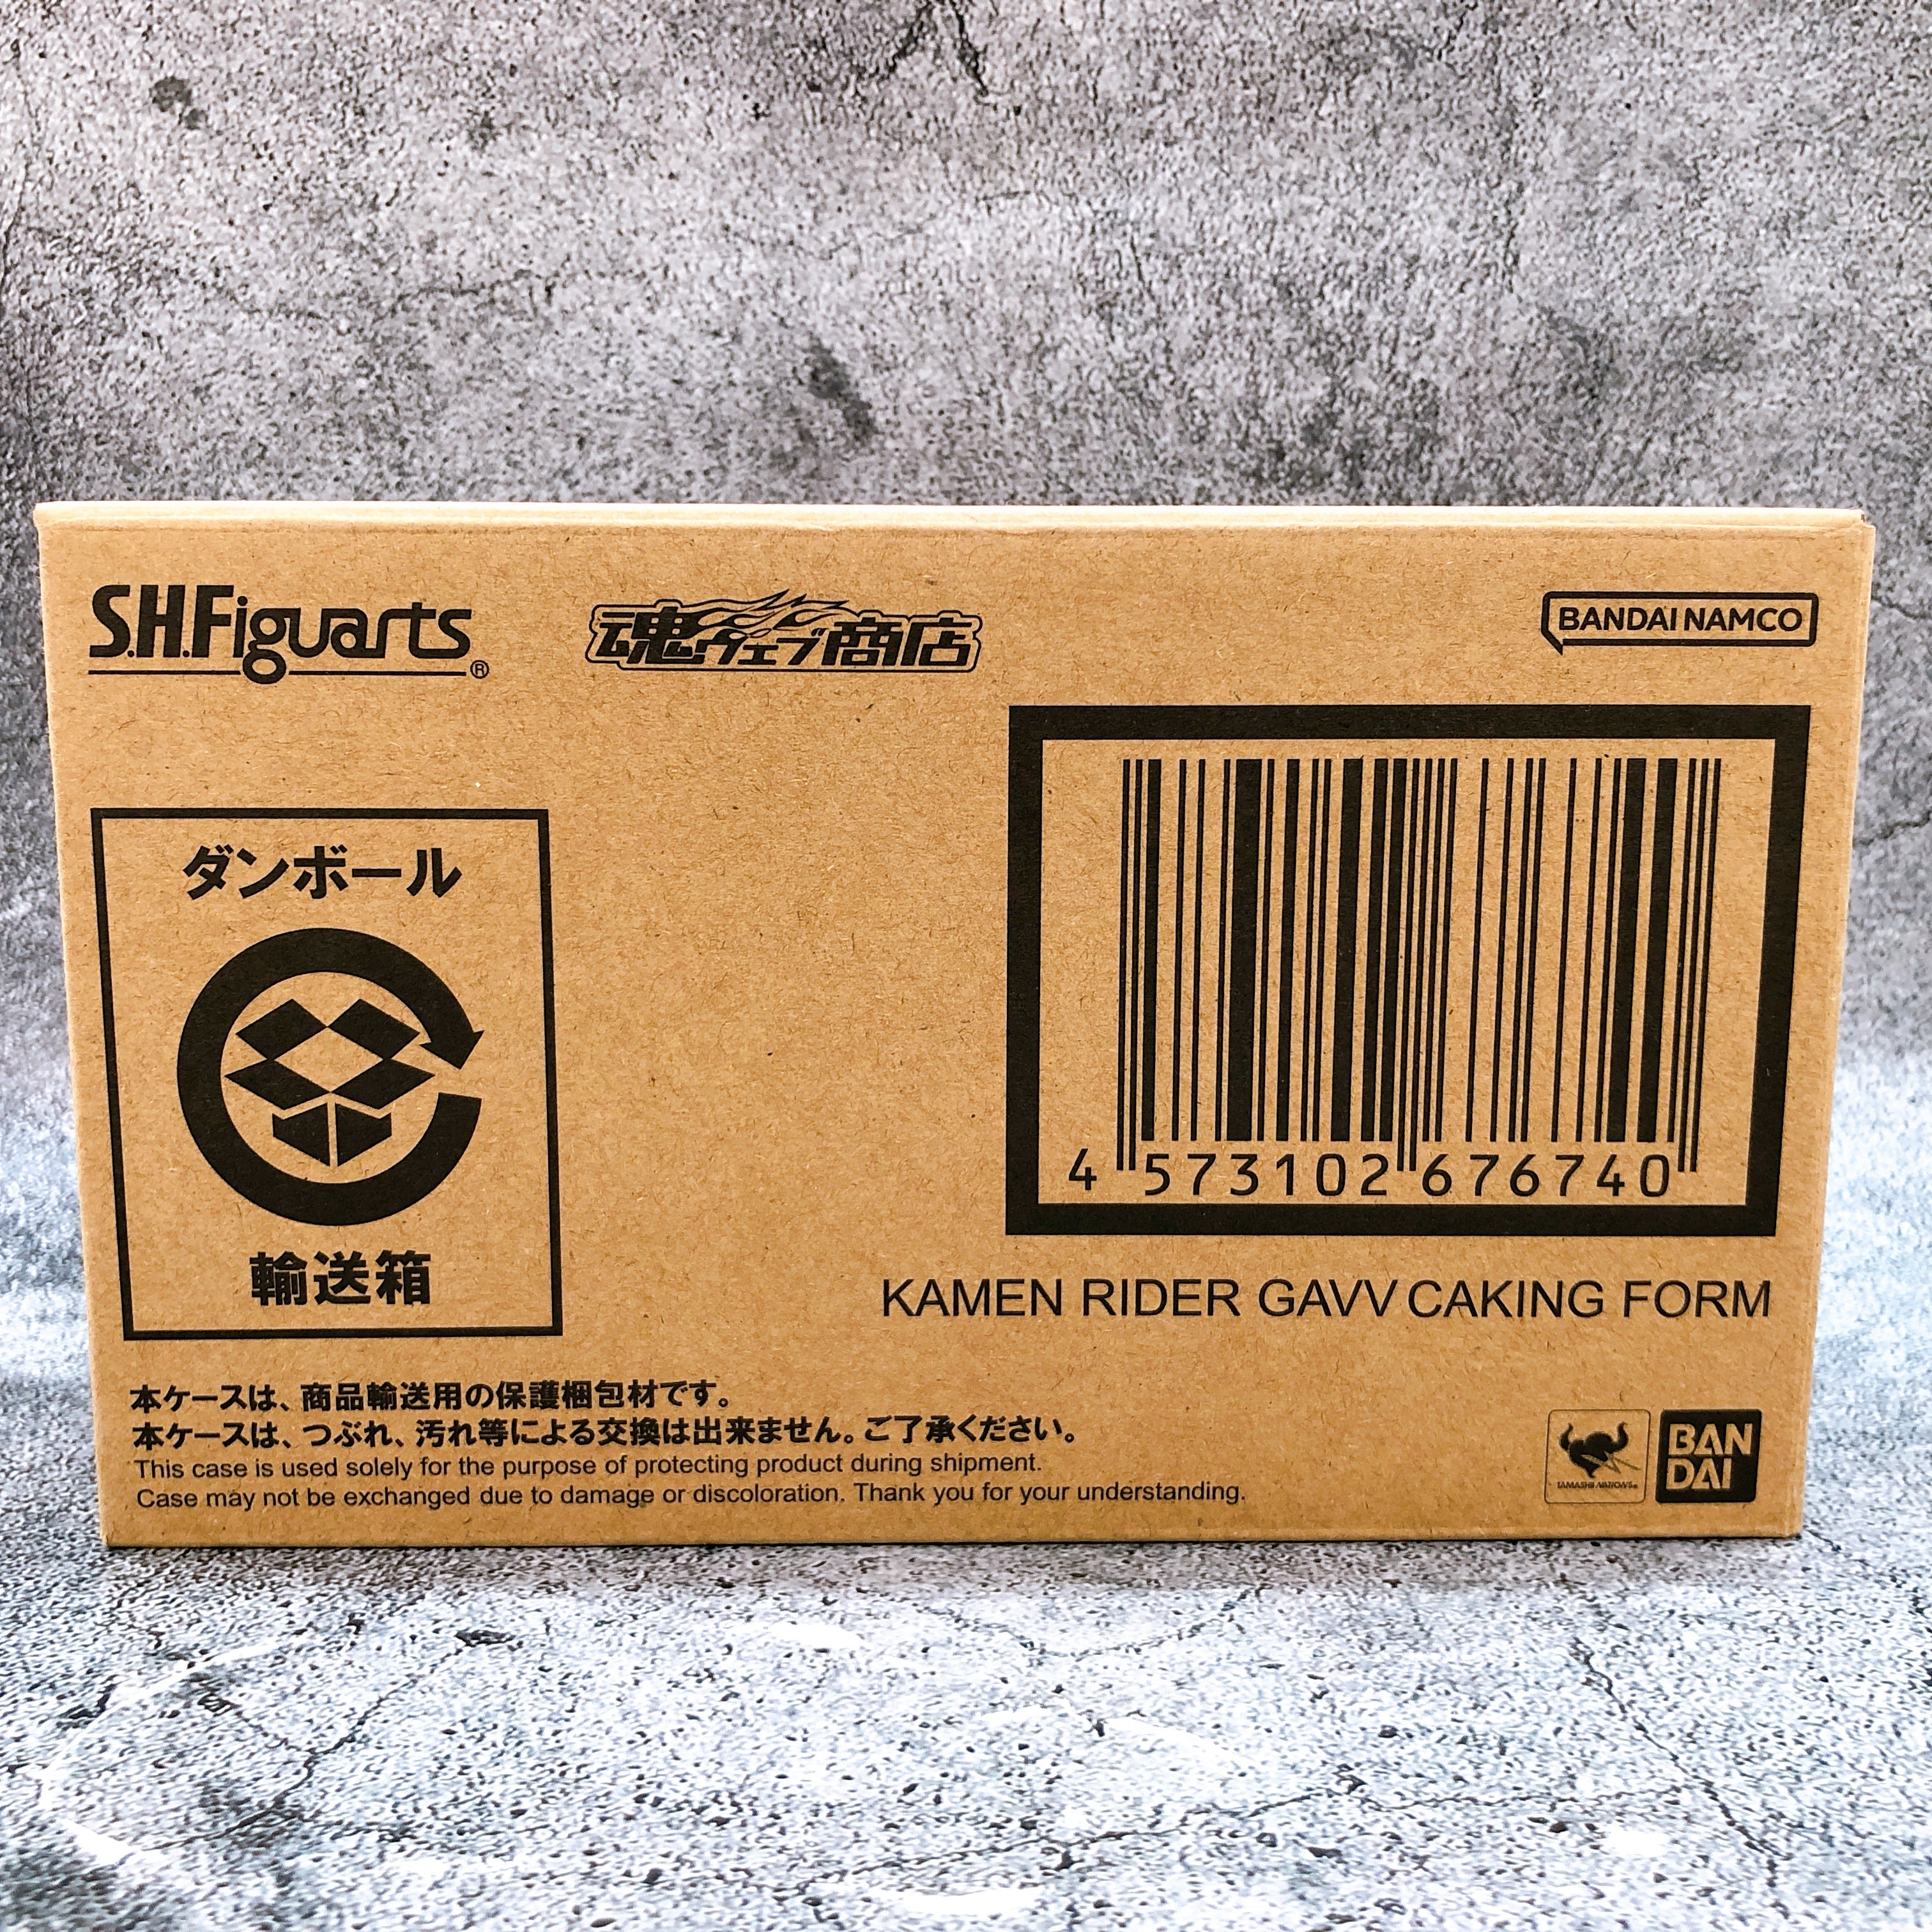 S.H.Figuarts®
魂ウェブ商店
BANDAI NAMCO
ダンボール
輸送箱
4 573102 676740
KAMEN RIDER GAVV CAKING FORM
本ケースは、商品輸送用の保護梱包材です。
本ケースは、つぶれ、汚れ等による交換は出来ません。ご了承ください。
This case is used solely for the purpose of protecting product during shipment.
Case may not be exchanged due to damage or discoloration. Thank you for your understanding.
TAMASHII NATIONS®
BAN
DAI